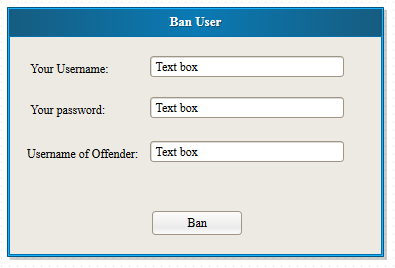 Ban User
Your Username: Text box
Your password: Text box
Username of Offender: Text box
Ban